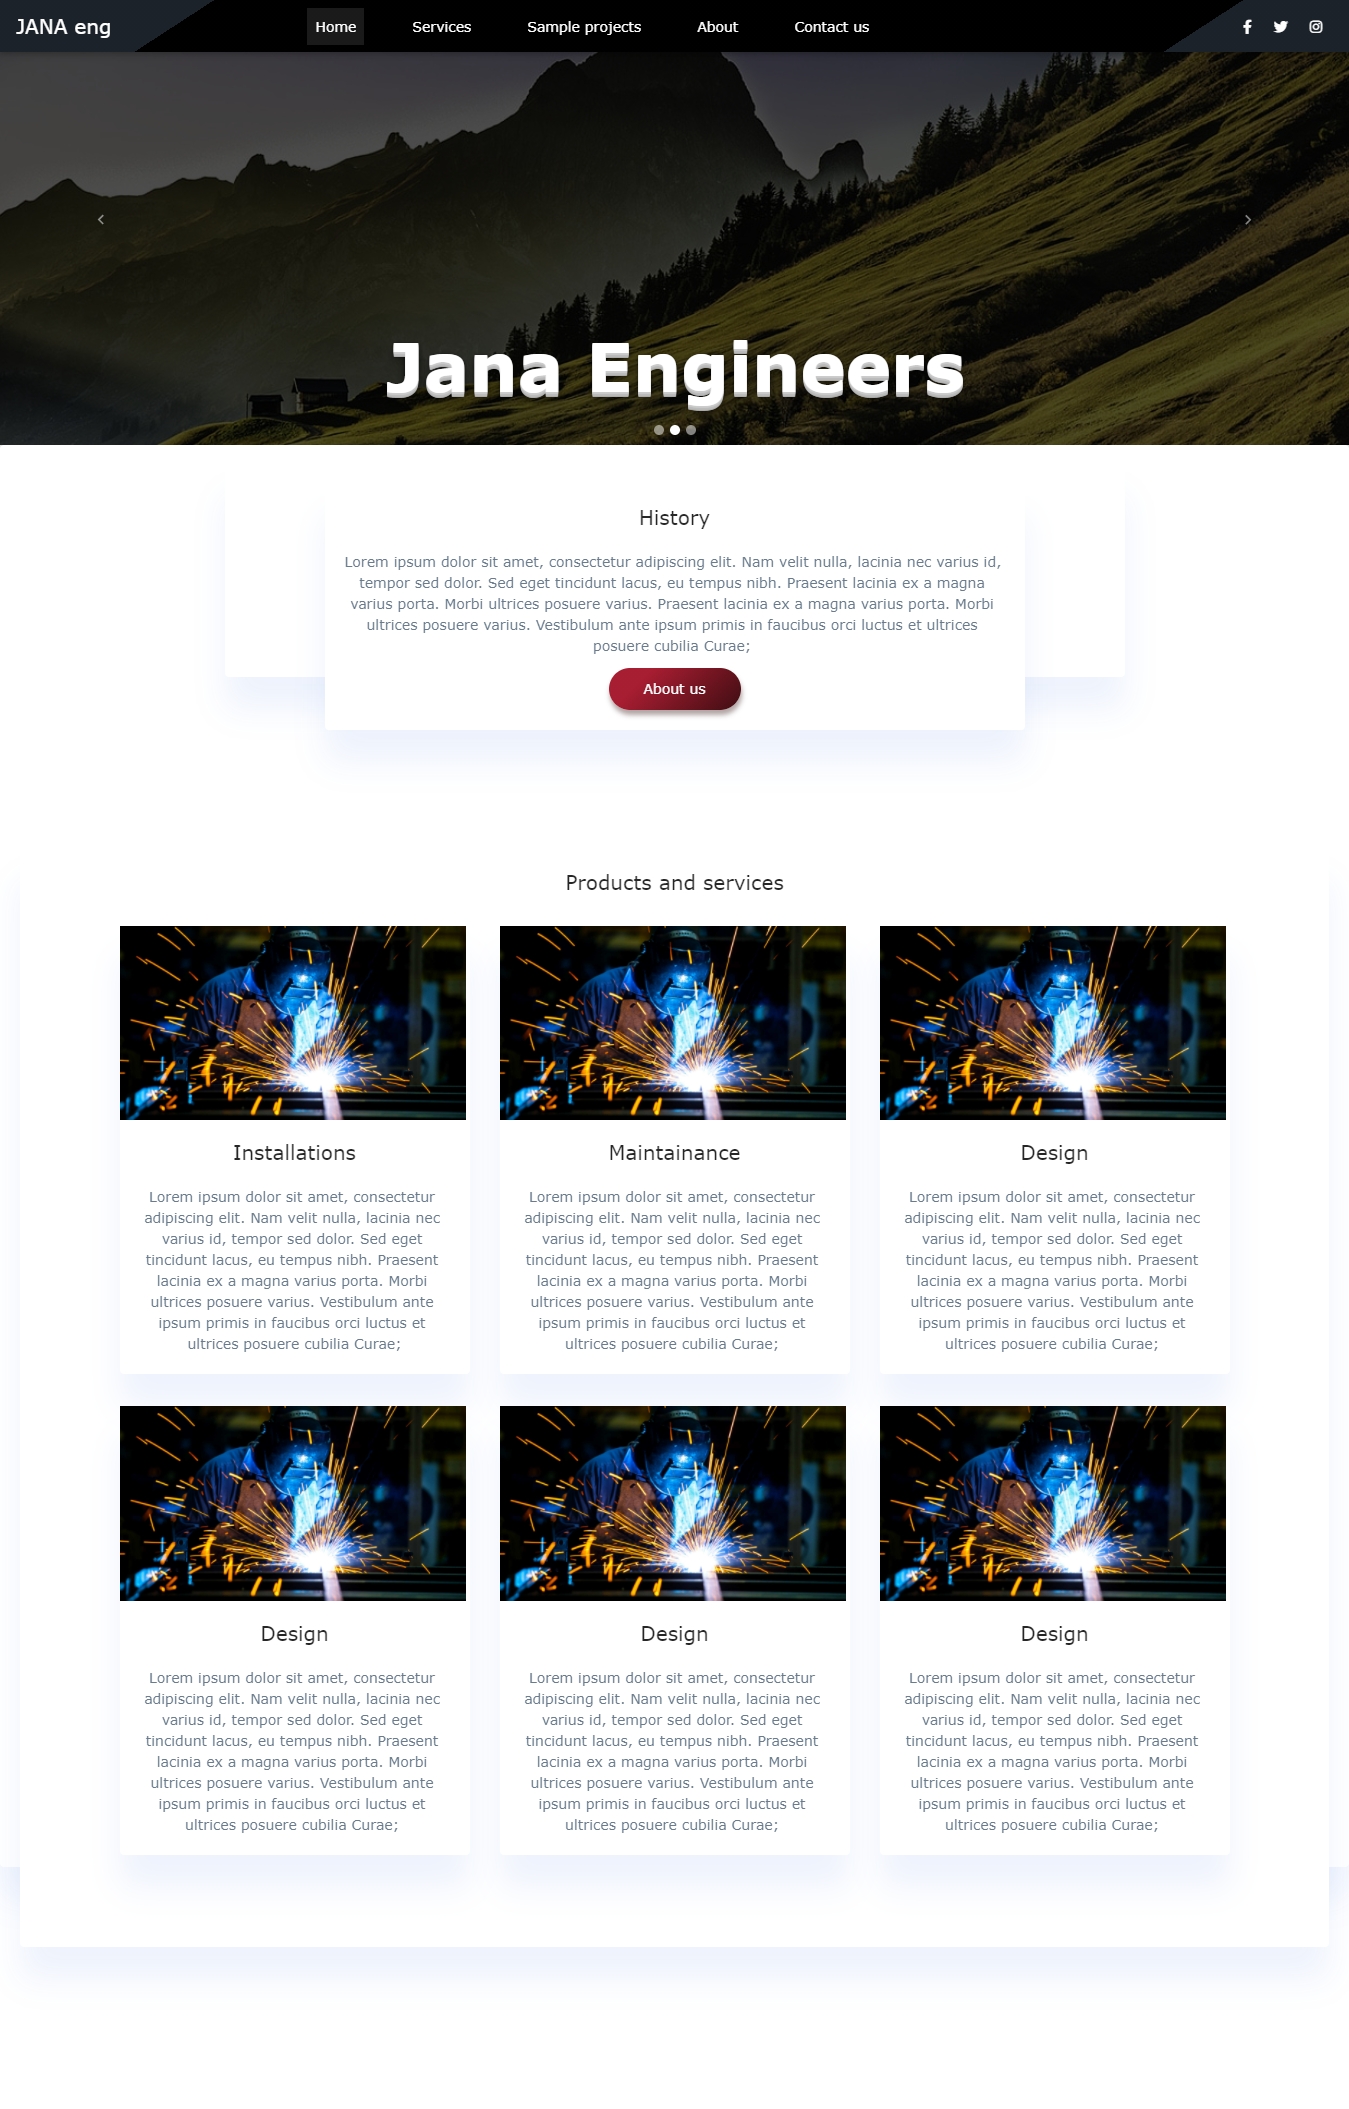 JANA eng
Home Services Sample projects About Contact us
Jana Engineers
History
Lorem ipsum dolor sit amet, consectetur adipiscing elit. Nam velit nulla, lacinia nec varius id,
tempor sed dolor. Sed eget tincidunt lacus, eu tempus nibh. Praesent lacinia ex a magna
varius porta. Morbi ultrices posuere varius. Praesent lacinia ex a magna varius porta. Morbi
ultrices posuere varius. Vestibulum ante ipsum primis in faucibus orci luctus et ultrices
posuere cubilia Curae;
About us
Products and services
Installations
Lorem ipsum dolor sit amet, consectetur
adipiscing elit. Nam velit nulla, lacinia nec
varius id, tempor sed dolor. Sed eget
tincidunt lacus, eu tempus nibh. Praesent
lacinia ex a magna varius porta. Morbi
ultrices posuere varius. Vestibulum ante
ipsum primis in faucibus orci luctus et
ultrices posuere cubilia Curae;
Maintainance
Lorem ipsum dolor sit amet, consectetur
adipiscing elit. Nam velit nulla, lacinia nec
varius id, tempor sed dolor. Sed eget
tincidunt lacus, eu tempus nibh. Praesent
lacinia ex a magna varius porta. Morbi
ultrices posuere varius. Vestibulum ante
ipsum primis in faucibus orci luctus et
ultrices posuere cubilia Curae;
Design
Lorem ipsum dolor sit amet, consectetur
adipiscing elit. Nam velit nulla, lacinia nec
varius id, tempor sed dolor. Sed eget
tincidunt lacus, eu tempus nibh. Praesent
lacinia ex a magna varius porta. Morbi
ultrices posuere varius. Vestibulum ante
ipsum primis in faucibus orci luctus et
ultrices posuere cubilia Curae;
Design
Lorem ipsum dolor sit amet, consectetur
adipiscing elit. Nam velit nulla, lacinia nec
varius id, tempor sed dolor. Sed eget
tincidunt lacus, eu tempus nibh. Praesent
lacinia ex a magna varius porta. Morbi
ultrices posuere varius. Vestibulum ante
ipsum primis in faucibus orci luctus et
ultrices posuere cubilia Curae;
Design
Lorem ipsum dolor sit amet, consectetur
adipiscing elit. Nam velit nulla, lacinia nec
varius id, tempor sed dolor. Sed eget
tincidunt lacus, eu tempus nibh. Praesent
lacinia ex a magna varius porta. Morbi
ultrices posuere varius. Vestibulum ante
ipsum primis in faucibus orci luctus et
ultrices posuere cubilia Curae;
Design
Lorem ipsum dolor sit amet, consectetur
adipiscing elit. Nam velit nulla, lacinia nec
varius id, tempor sed dolor. Sed eget
tincidunt lacus, eu tempus nibh. Praesent
lacinia ex a magna varius porta. Morbi
ultrices posuere varius. Vestibulum ante
ipsum primis in faucibus orci luctus et
ultrices posuere cubilia Curae;